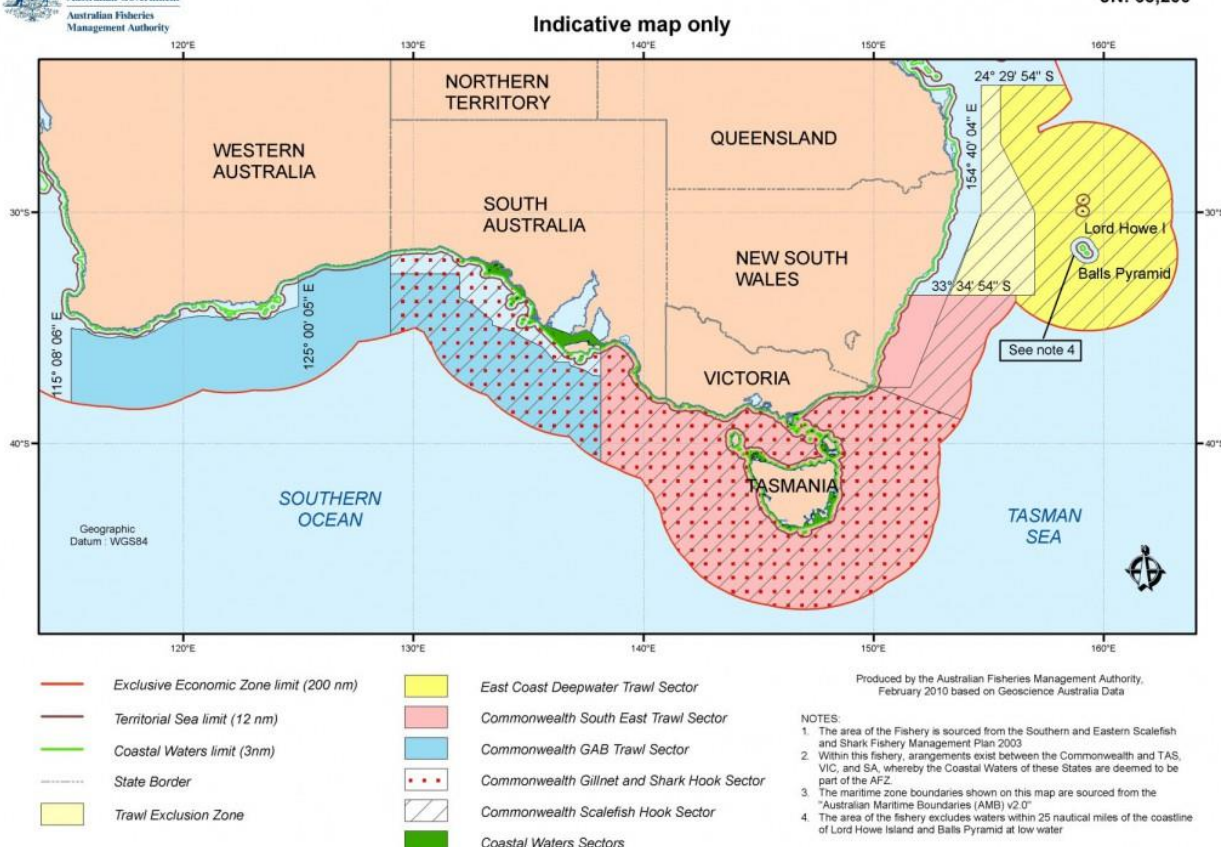 Australian Fisheries
Management Authority
Indicative map only
120°E
130°E
140°E
150°E
160°E
NORTHERN
TERRITORY
QUEENSLAND
WESTERN
AUSTRALIA
SOUTH
AUSTRALIA
NEW SOUTH
WALES
VICTORIA
TASMANIA
24° 29' 54" S
154° 40' 04" E
30°S
30°S
Lord Howe I
Balls Pyramid
33° 34' 54" S
See note 4
115° 08' 06" E
125° 00' 05" E
40°S
40°S
SOUTHERN
OCEAN
TASMAN
SEA
Geographic
Datum : WGS84
120°E
130°E
140°E
150°E
160°E
Exclusive Economic Zone limit (200 nm)
Territorial Sea limit (12 nm)
Coastal Waters limit (3nm)
State Border
Trawl Exclusion Zone
East Coast Deepwater Trawl Sector
Commonwealth South East Trawl Sector
Commonwealth GAB Trawl Sector
Commonwealth Gillnet and Shark Hook Sector
Commonwealth Scalefish Hook Sector
Coastal Waters Sectors
Produced by the Australian Fisheries Management Authority,
February 2010 based on Geoscience Australia Data
NOTES:
1. The area of the Fishery is sourced from the Southern and Eastern Scalefish
and Shark Fishery Management Plan 2003
2. Within this fishery, arangements exist between the Commonwealth and TAS,
VIC, and SA, whereby the Coastal Waters of these States are deemed to be
part of the AFZ.
3. The maritime zone boundaries shown on this map are sourced from the
"Australian Maritime Boundaries (AMB) v2.0"
4. The area of the fishery excludes waters within 25 nautical miles of the coastline
of Lord Howe Island and Balls Pyramid at low water